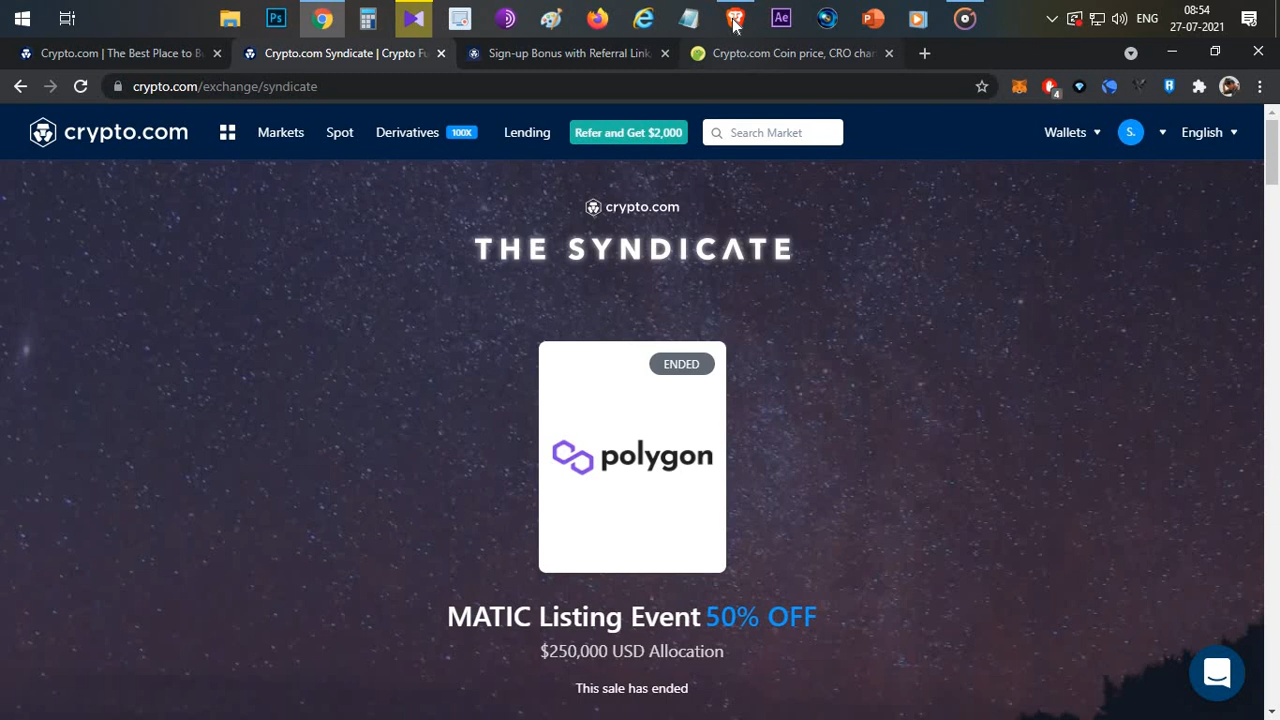 Ps
Ae
ENG
08:54
27-07-2021
Crypto.com | The Best Place to B
Crypto.com Syndicate | Crypto Fu
Sign-up Bonus with Referral Link
Crypto.com Coin price, CRO char
crypto.com/exchange/syndicate
4
crypto.com
Markets
Spot
Derivatives 100X
Lending
Refer and Get $2,000
Search Market
Wallets
S.
English
crypto.com
THE SYNDICATE
ENDED
polygon
MATIC Listing Event 50% OFF
$250,000 USD Allocation
This sale has ended